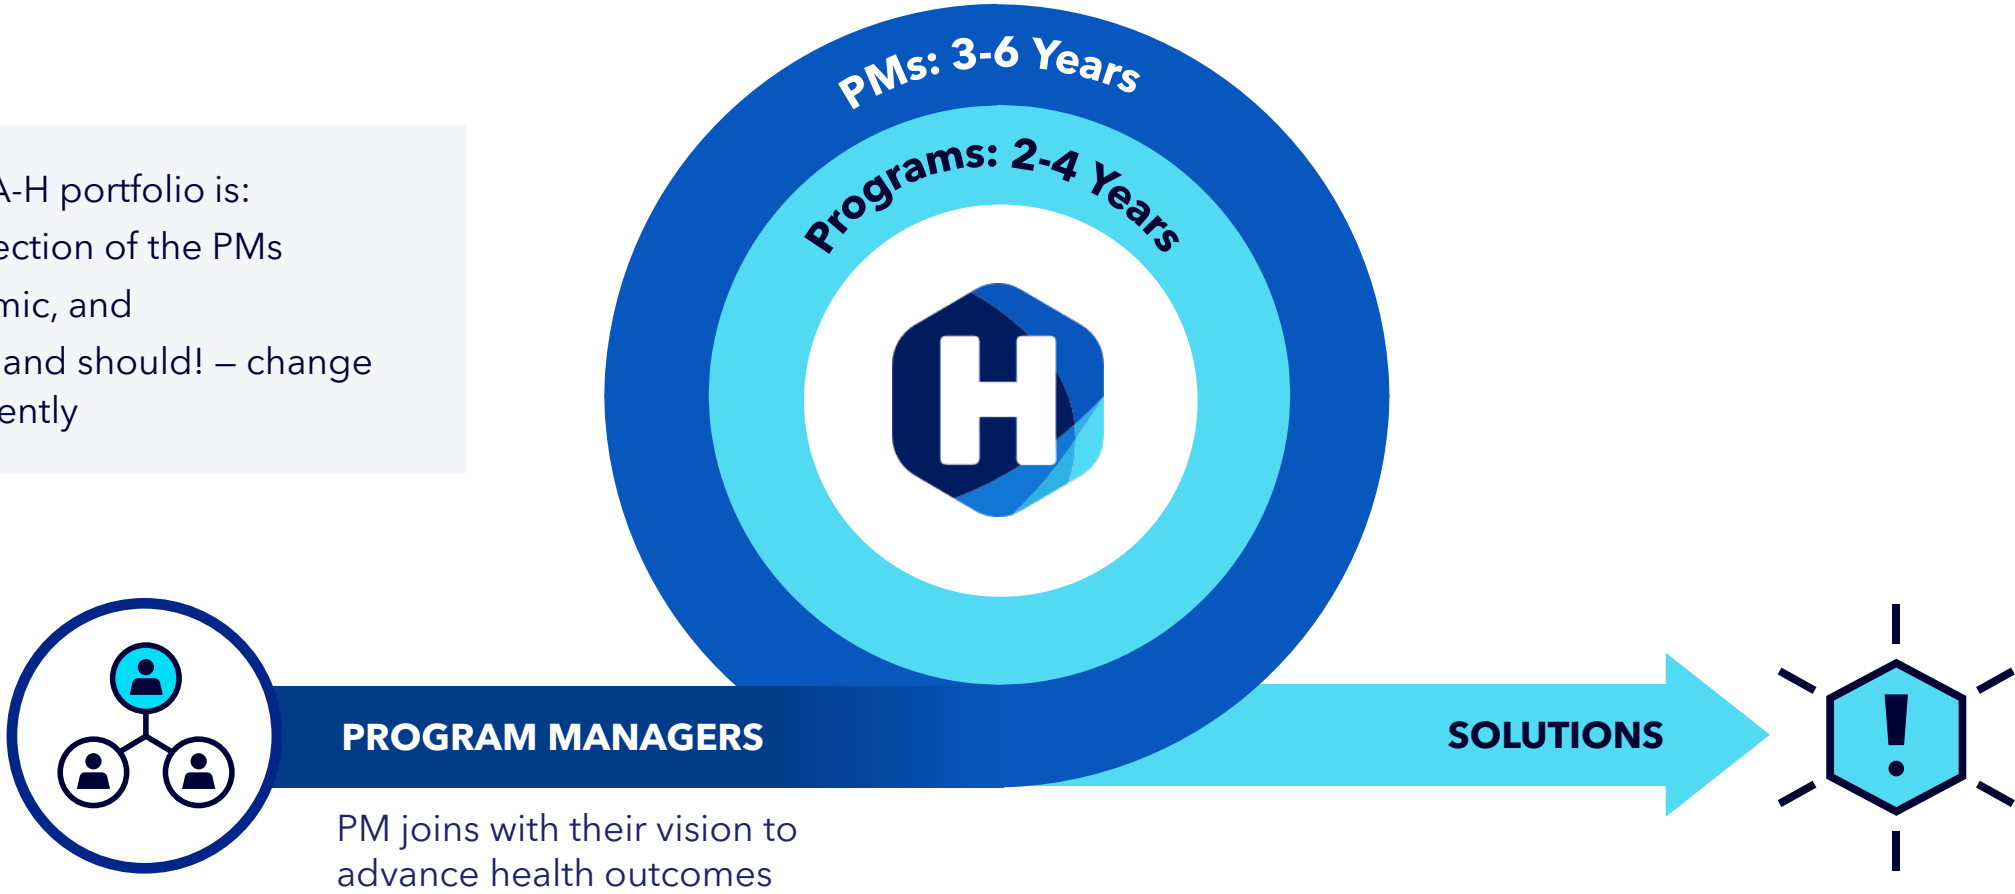 PMs: 3-6 Years
Programs: 2-4 Years
A-H portfolio is:
ection of the PMs
mic, and
and should! – change
ently
H
PROGRAM MANAGERS
SOLUTIONS
!
PM joins with their vision to
advance health outcomes